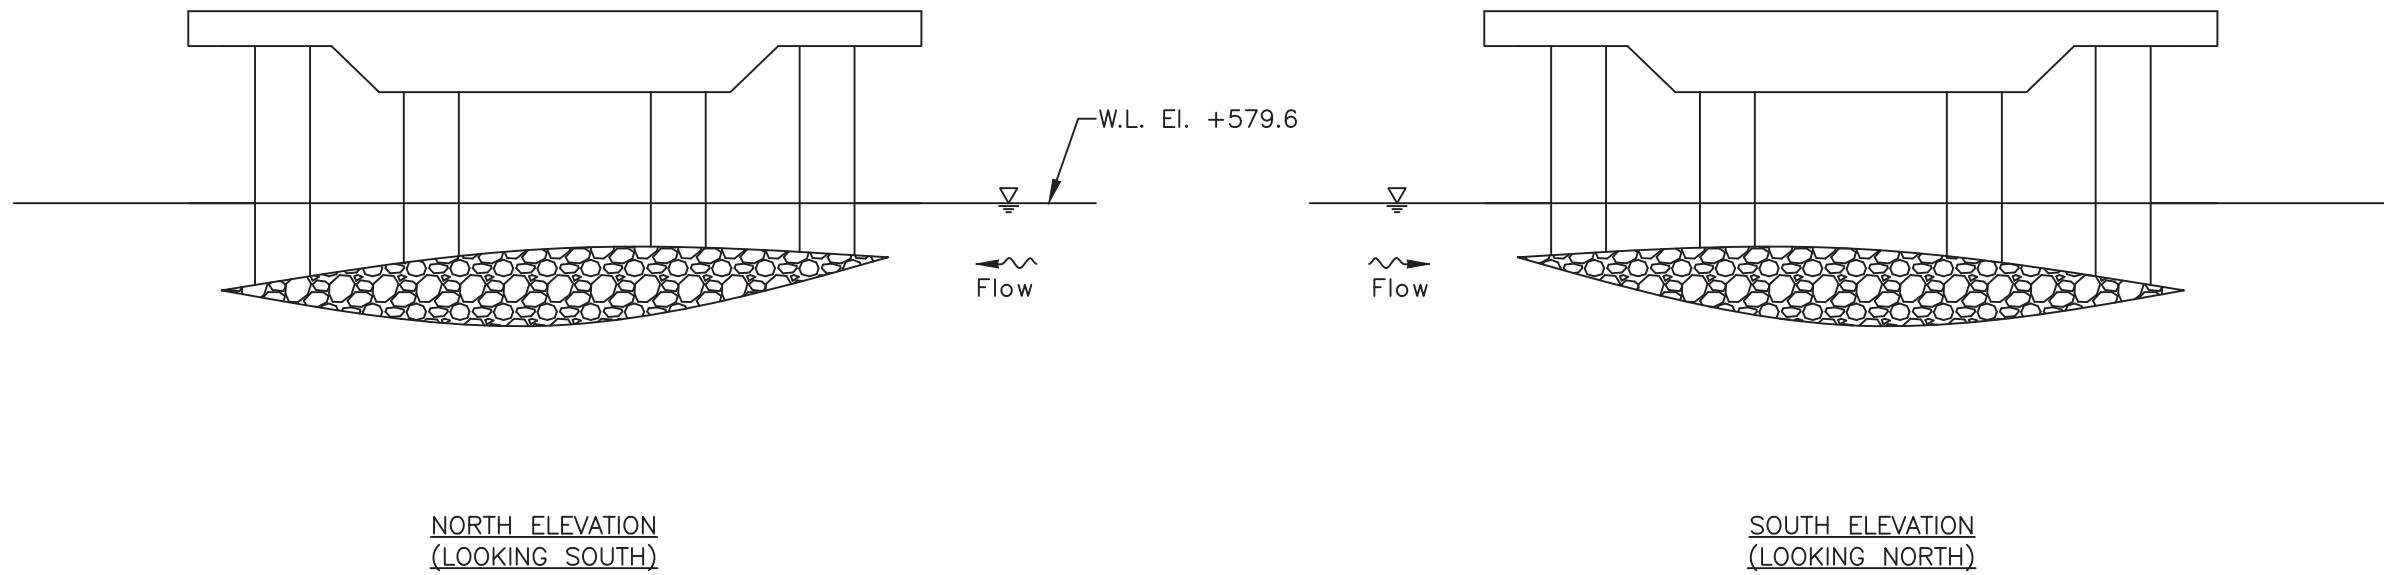 W.L. El. +579.6
Flow
Flow
NORTH ELEVATION
(LOOKING SOUTH)
SOUTH ELEVATION
(LOOKING NORTH)